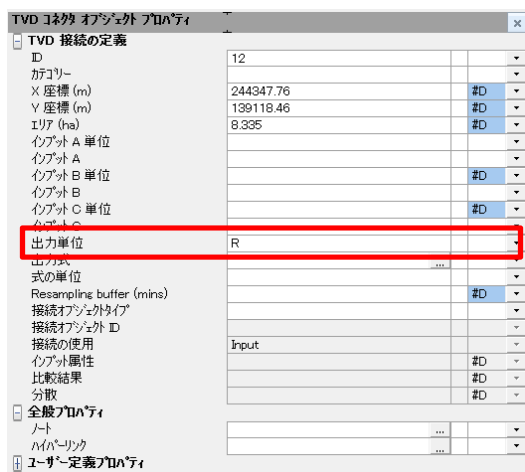 TVD コネクタ オブジェクト プロパティ
TVD 接続の定義
ID 12
カテゴリー
X 座標 (m) 244347.76 #D
Y 座標 (m) 139118.46 #D
エリア (ha) 8.335 #D
インプット A 単位
インプット A
インプット B 単位 #D
インプット B
インプット C 単位 #D
インプット C
出力単位 R
出力式 ...
式の単位
Resampling buffer (mins) #D
接続オブジェクトタイプ
接続オブジェクト ID
接続の使用 Input
インプット属性 #D
比較結果 #D
分散 #D
全般プロパティ
ノート ...
ハイパーリンク ...
ユーザー定義プロパティ